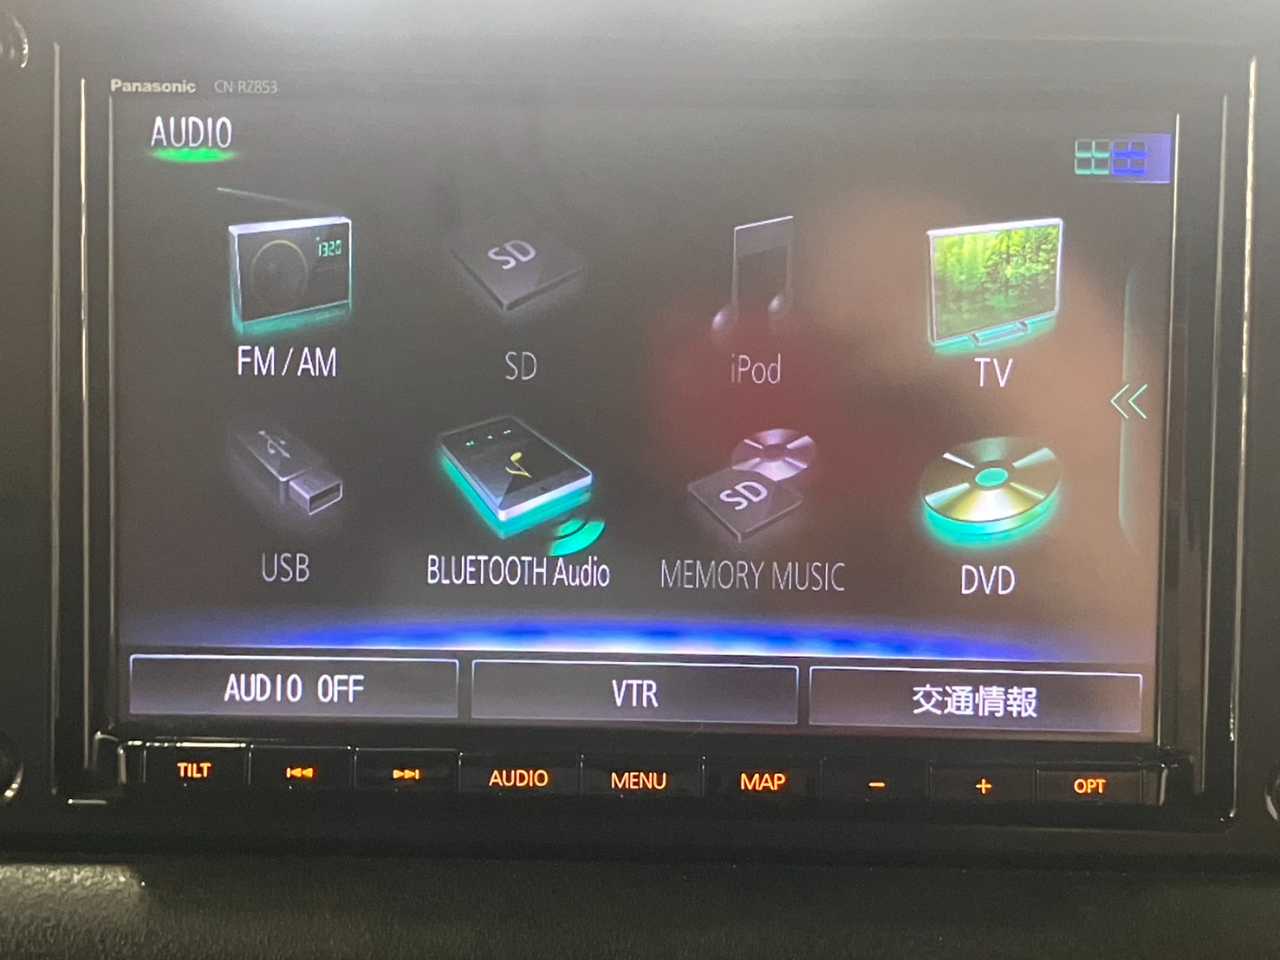 Panasonic CN-RZ853
AUDIO
1320
SD
FM / AM
SD
iPod
TV
SD
USB
BLUETOOTH Audio
MEMORY MUSIC
DVD
AUDIO OFF
VTR
交通情報
TILT
AUDIO
MENU
MAP
−
+
OPT